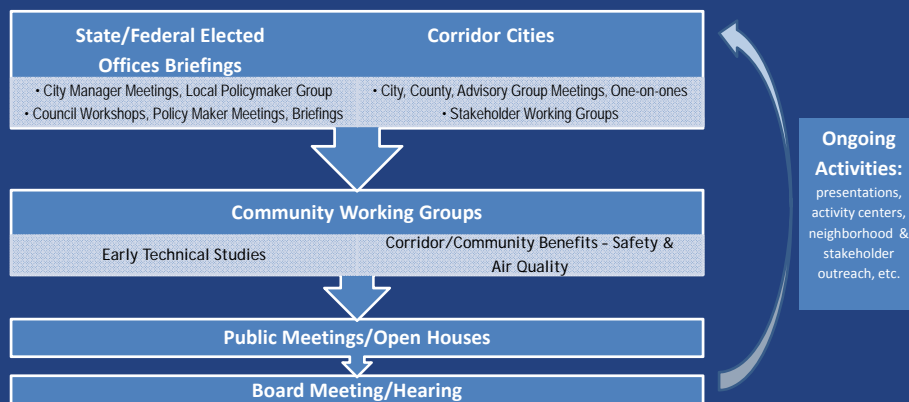 State/Federal Elected
Offices Briefings
• City Manager Meetings, Local Policymaker Group
• Council Workshops, Policy Maker Meetings, Briefings
Corridor Cities
• City, County, Advisory Group Meetings, One-on-ones
• Stakeholder Working Groups
Community Working Groups
Early Technical Studies
Corridor/Community Benefits - Safety &
Air Quality
Public Meetings/Open Houses
Board Meeting/Hearing
Ongoing
Activities:
presentations,
activity centers,
neighborhood &
stakeholder
outreach, etc.